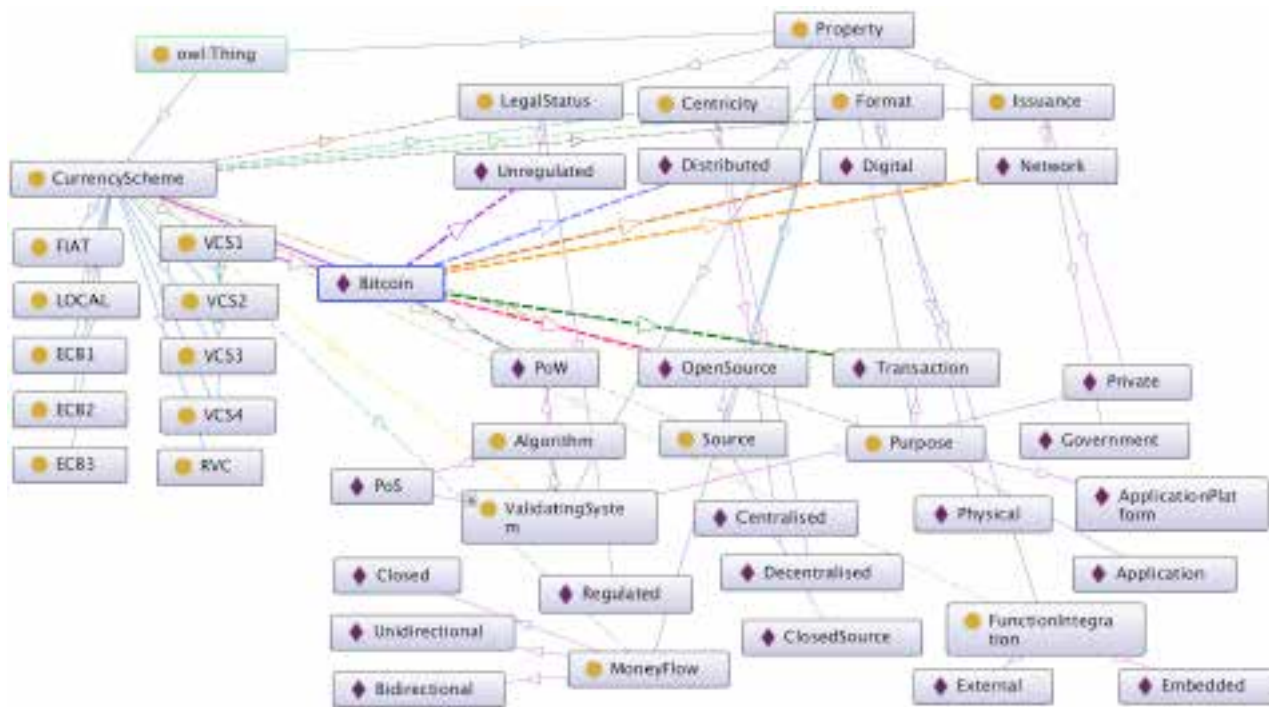 Property
owl:Thing
LegalStatus
Centricity
Format
Issuance
CurrencyScheme
Unregulated
Distributed
Digital
Network
FIAT
VCS1
Bitcoin
LOCAL
VCS2
ECB1
VCS3
PoW
OpenSource
Transaction
Private
ECB2
VCS4
Algorithm
Source
Purpose
Government
ECB3
RVC
PoS
ValidatingSyste
m
Centralised
Physical
ApplicationPlat
form
Closed
Regulated
Decentralised
Application
Unidirectional
ClosedSource
FunctionIntegra
tion
MoneyFlow
Bidirectional
External
Embedded